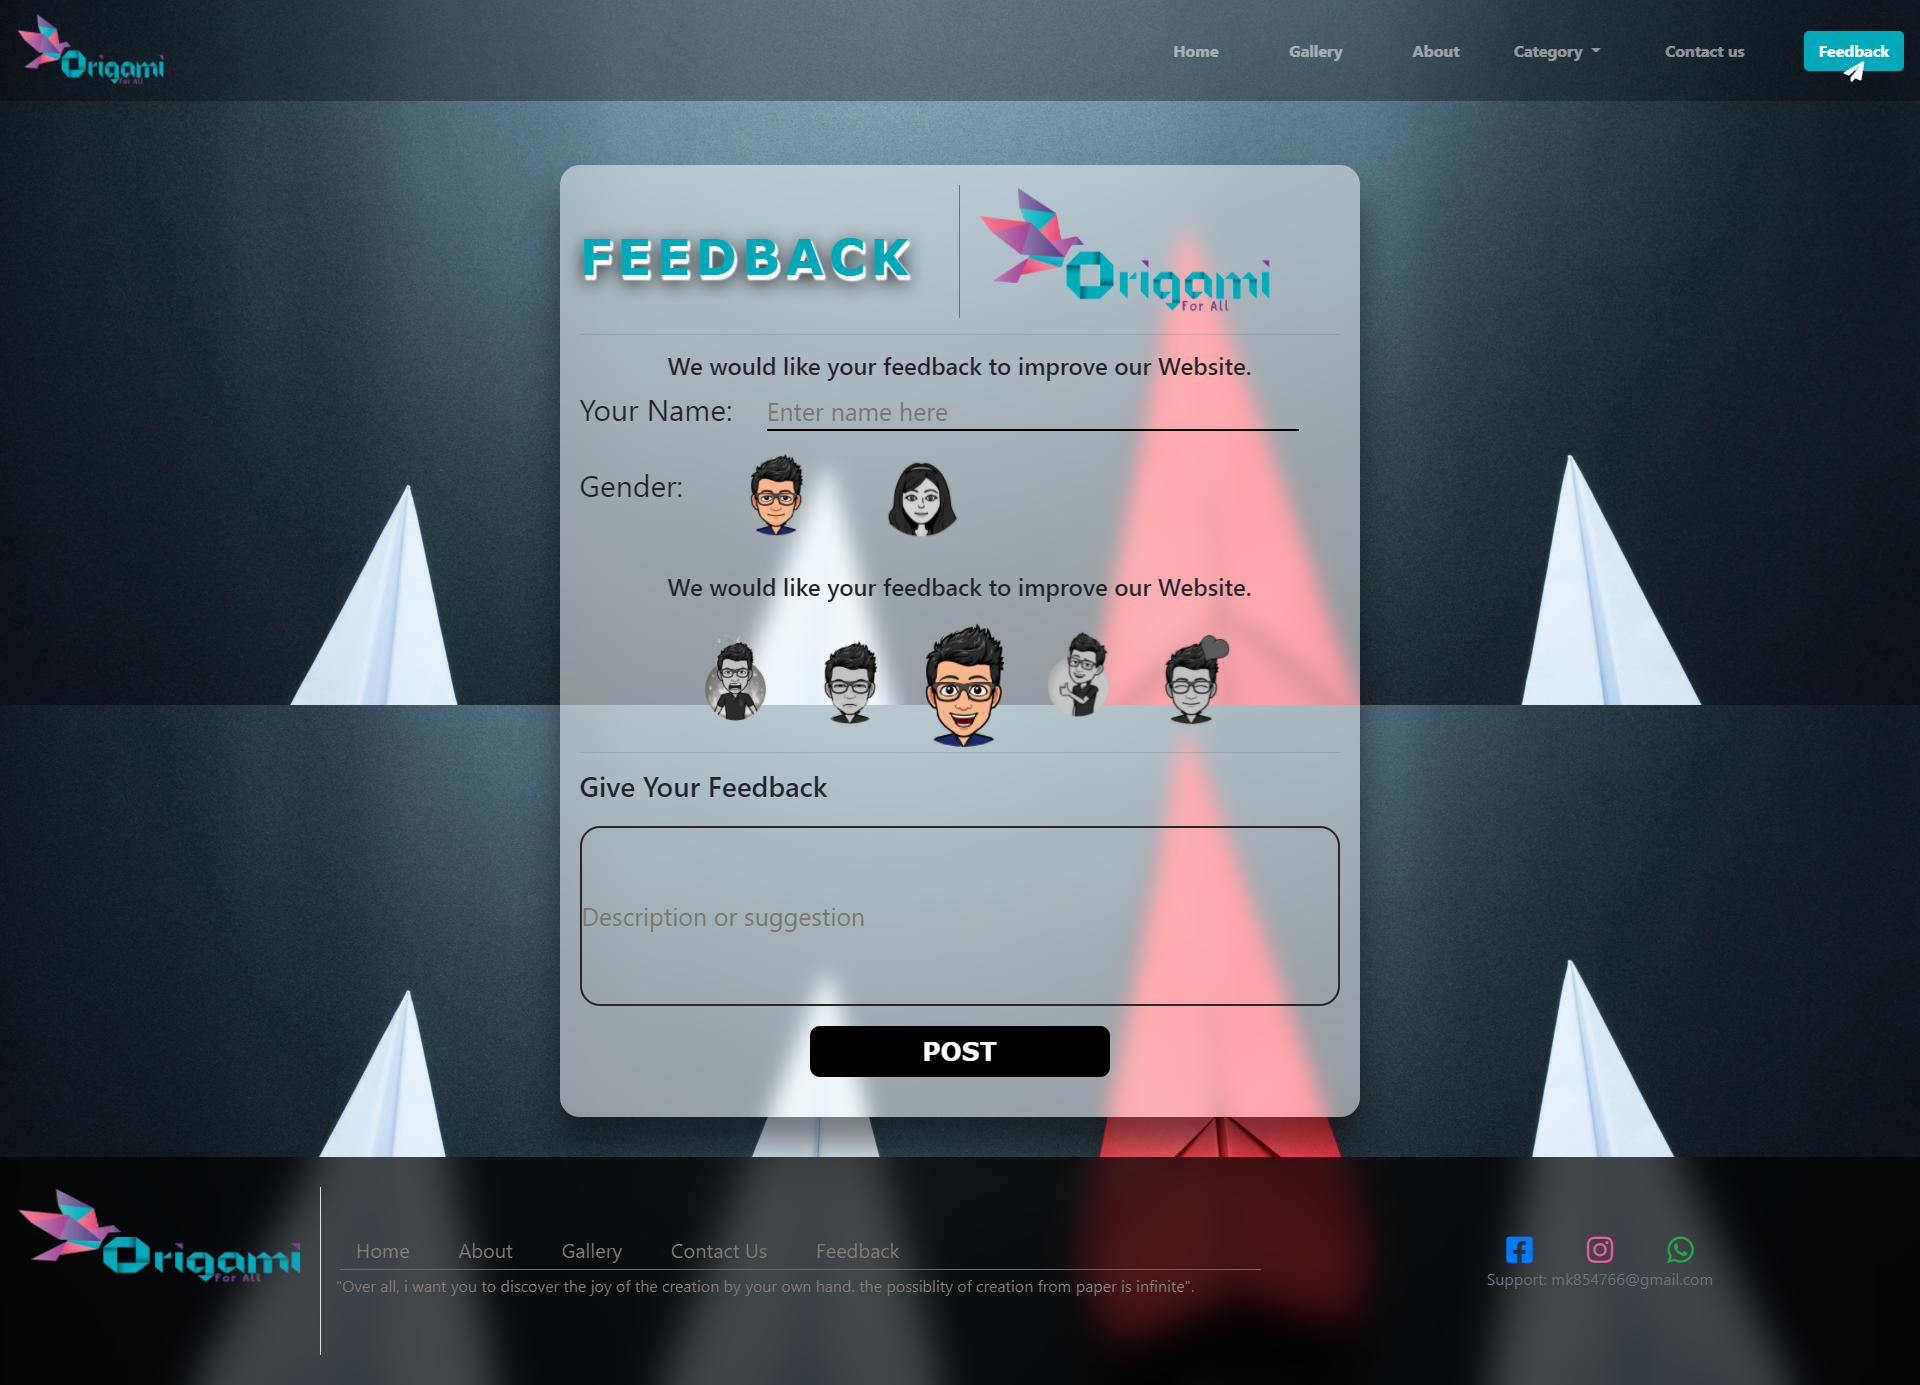 Origami
For All
Home
Gallery
About
Category
Contact us
Feedback
FEEDBACK
Origami
For All
We would like your feedback to improve our Website.
Your Name:
Enter name here
Gender:
We would like your feedback to improve our Website.
Give Your Feedback
Description or suggestion
POST
Origami
For All
Home
About
Gallery
Contact Us
Feedback
"Over all, i want you to discover the joy of the creation by your own hand. the possiblity of creation from paper is infinite".
Support: mk854766@gmail.com